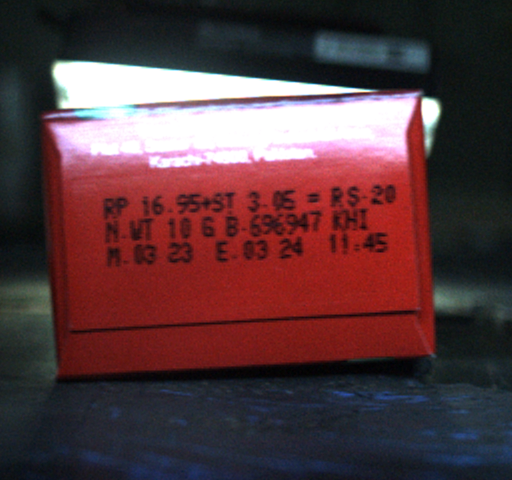 Karachi-Noori, Pakistan.
RP 16.95+ST 3.05 = RS.20
N.WT 10 G B.696947 KHI
M.03 23 E.03 24 11:45